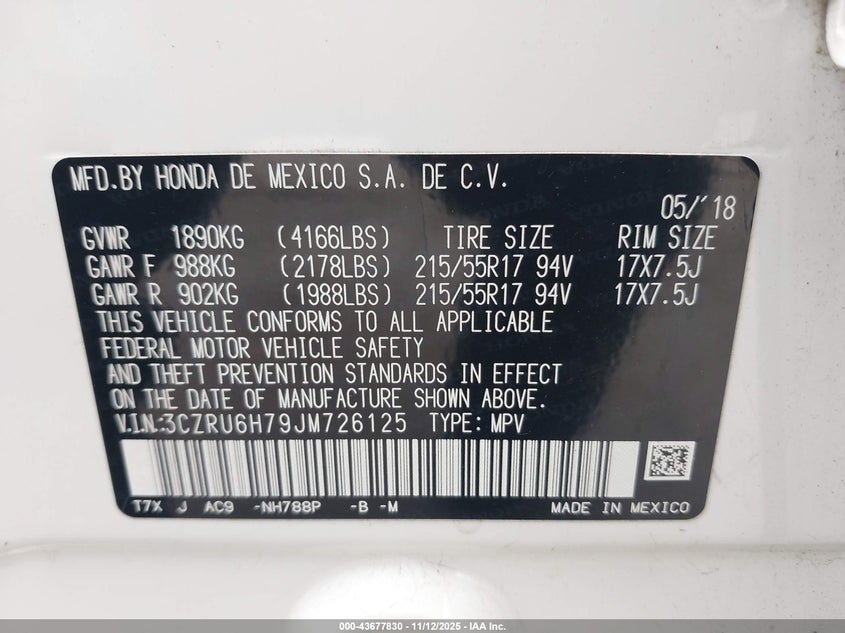 MFD.BY HONDA DE MEXICO S.A. DE C.V.
05/'18
GVWR 1890KG (4166LBS) TIRE SIZE RIM SIZE
GAWR F 988KG (2178LBS) 215/55R17 94V 17X7.5J
GAWR R 902KG (1988LBS) 215/55R17 94V 17X7.5J
THIS VEHICLE CONFORMS TO ALL APPLICABLE
FEDERAL MOTOR VEHICLE SAFETY
AND THEFT PREVENTION STANDARDS IN EFFECT
ON THE DATE OF MANUFACTURE SHOWN ABOVE.
V.I.N.:3CZRU6H79JM726125 TYPE: MPV
T7X J AC9 -NH788P -B -M MADE IN MEXICO
000-43677830 - 11/12/2025 - IAA Inc.